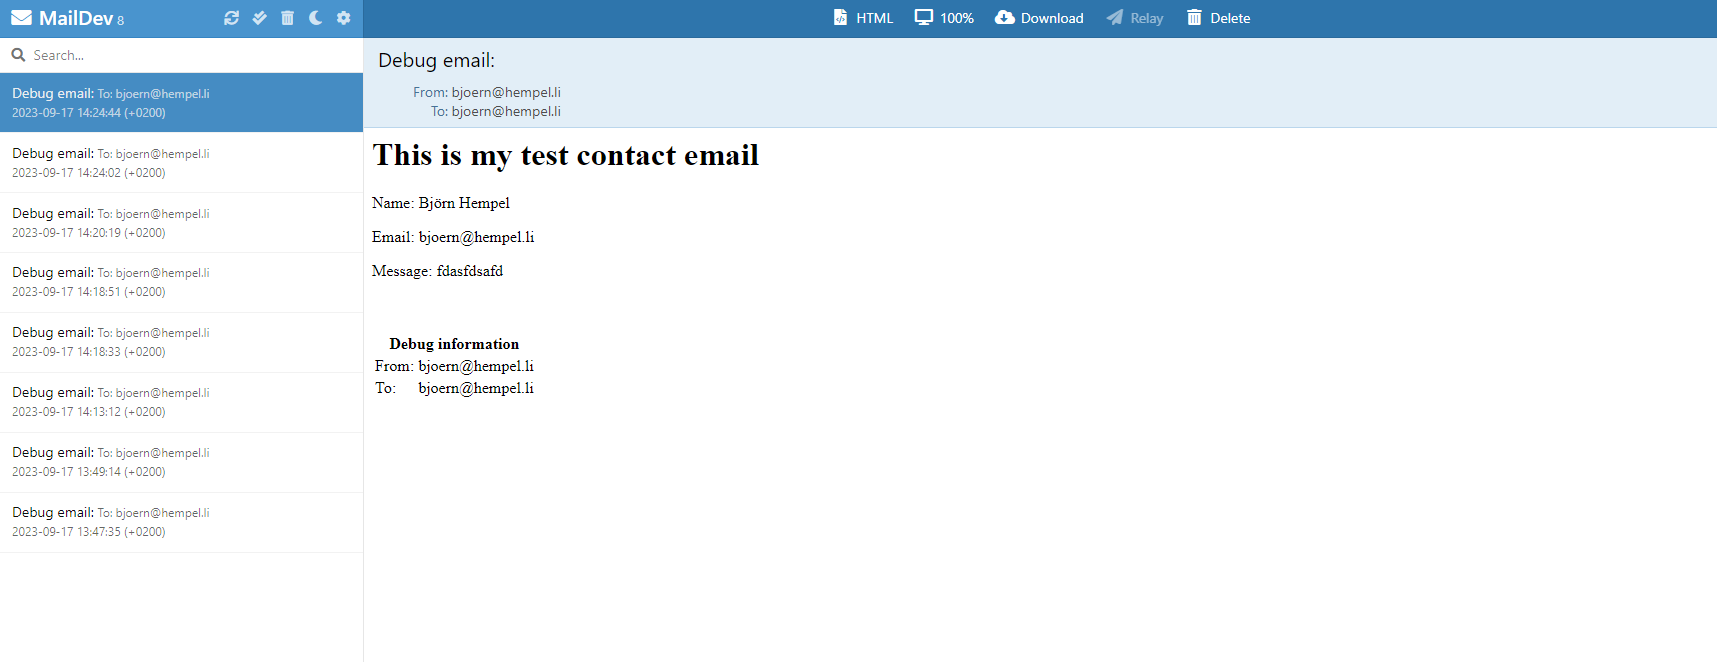 MailDev 8
HTML 100% Download Relay Delete
Search...
Debug email: To: bjoern@hempel.li
2023-09-17 14:24:44 (+0200)
Debug email: To: bjoern@hempel.li
2023-09-17 14:24:02 (+0200)
Debug email: To: bjoern@hempel.li
2023-09-17 14:20:19 (+0200)
Debug email: To: bjoern@hempel.li
2023-09-17 14:18:51 (+0200)
Debug email: To: bjoern@hempel.li
2023-09-17 14:18:33 (+0200)
Debug email: To: bjoern@hempel.li
2023-09-17 14:13:12 (+0200)
Debug email: To: bjoern@hempel.li
2023-09-17 13:49:14 (+0200)
Debug email: To: bjoern@hempel.li
2023-09-17 13:47:35 (+0200)
Debug email:
From: bjoern@hempel.li
To: bjoern@hempel.li
This is my test contact email
Name: Björn Hempel
Email: bjoern@hempel.li
Message: fdasfdsafd
Debug information
From: bjoern@hempel.li
To: bjoern@hempel.li